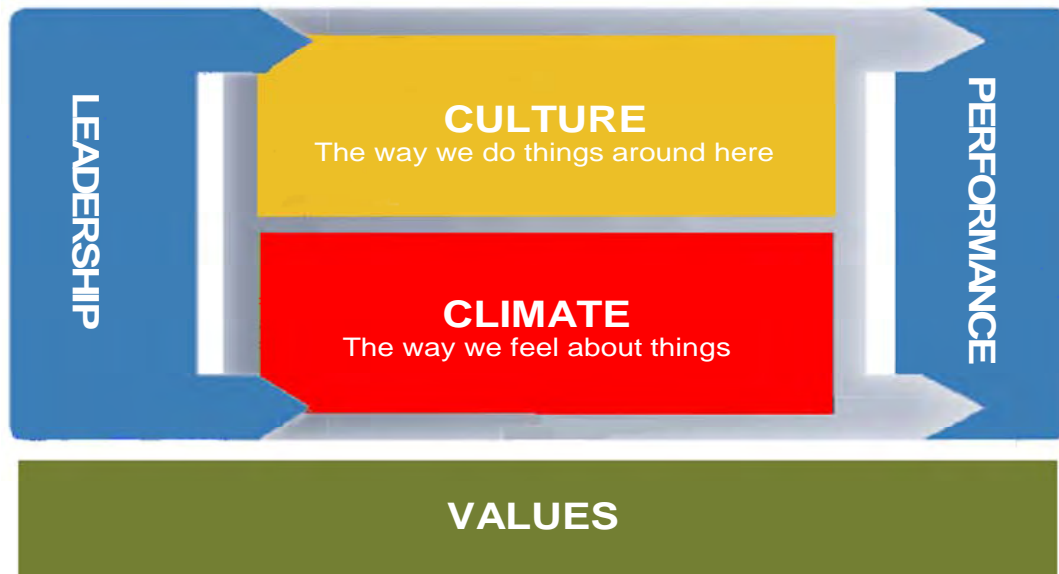 LEADERSHIP
CULTURE
The way we do things around here
CLIMATE
The way we feel about things
PERFORMANCE
VALUES